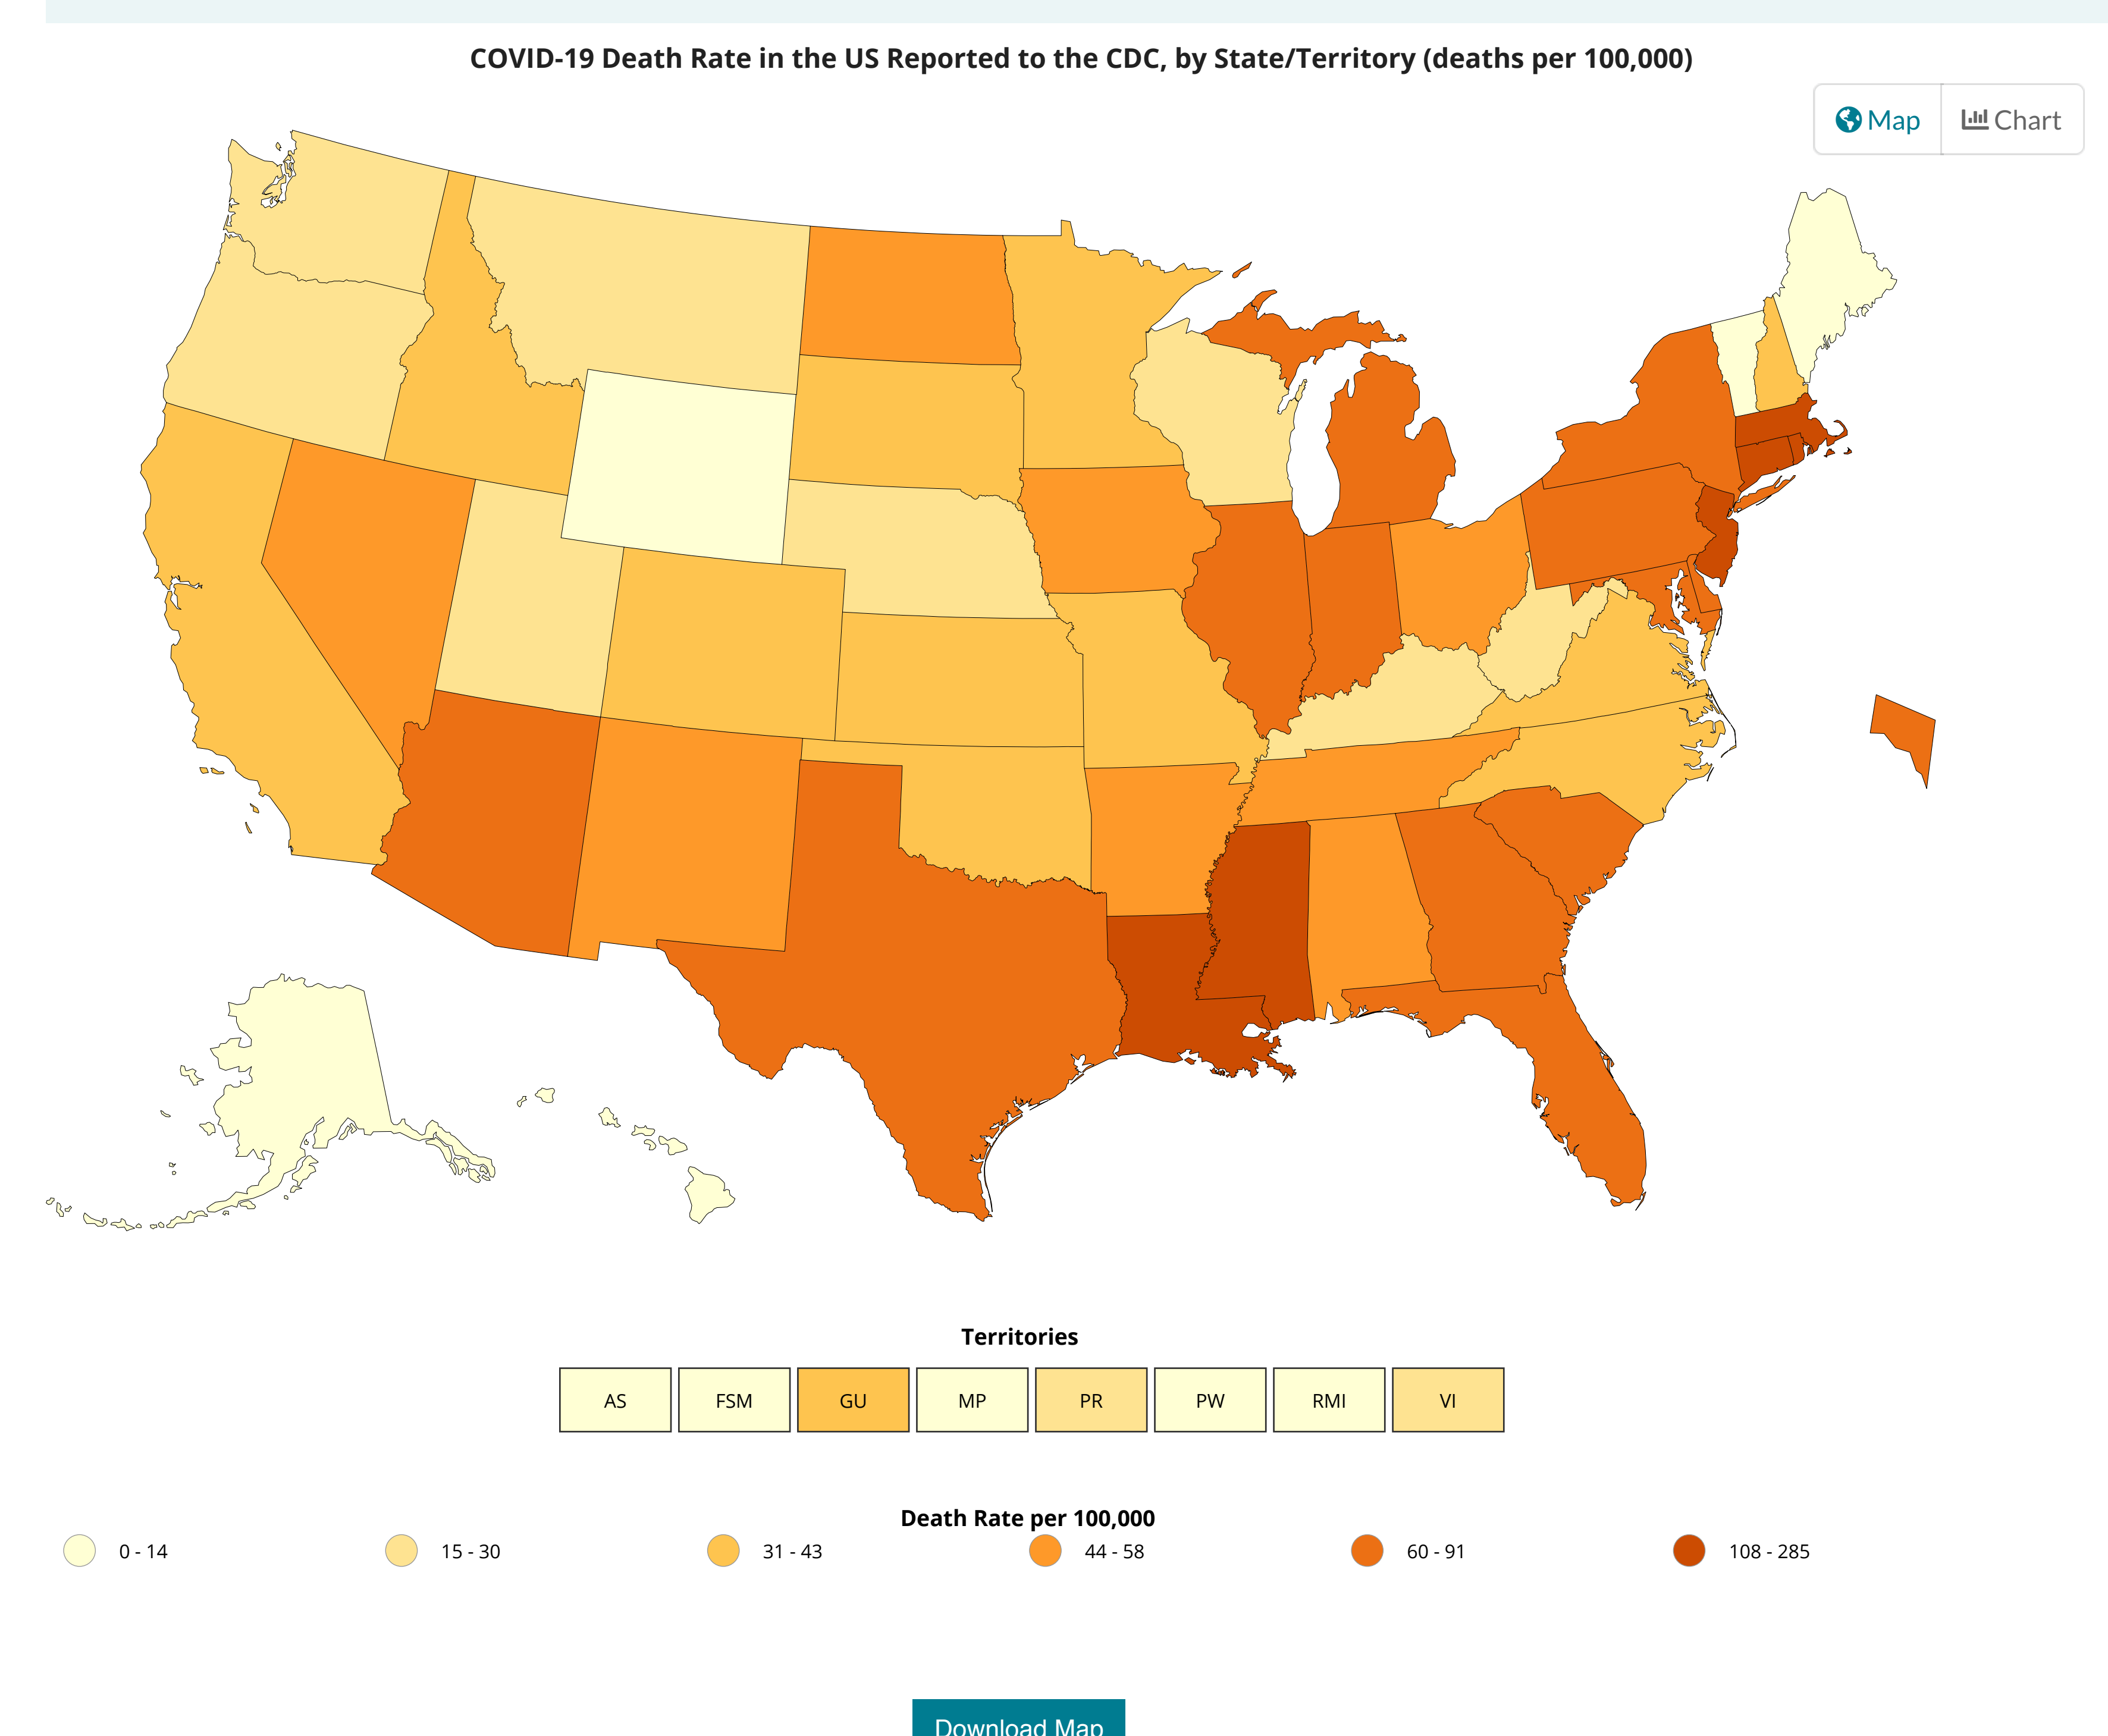 COVID-19 Death Rate in the US Reported to the CDC, by State/Territory (deaths per 100,000)
Map Chart
Territories
AS FSM GU MP PR PW RMI VI
Death Rate per 100,000
0 - 14 15 - 30 31 - 43 44 - 58 60 - 91 108 - 285
Download Map